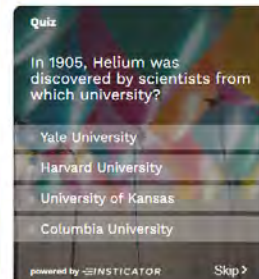 Quiz
In 1905, Helium was
discovered by scientists from
which university?
Yale University
Harvard University
University of Kansas
Columbia University
powered by INSTICATOR
Skip >